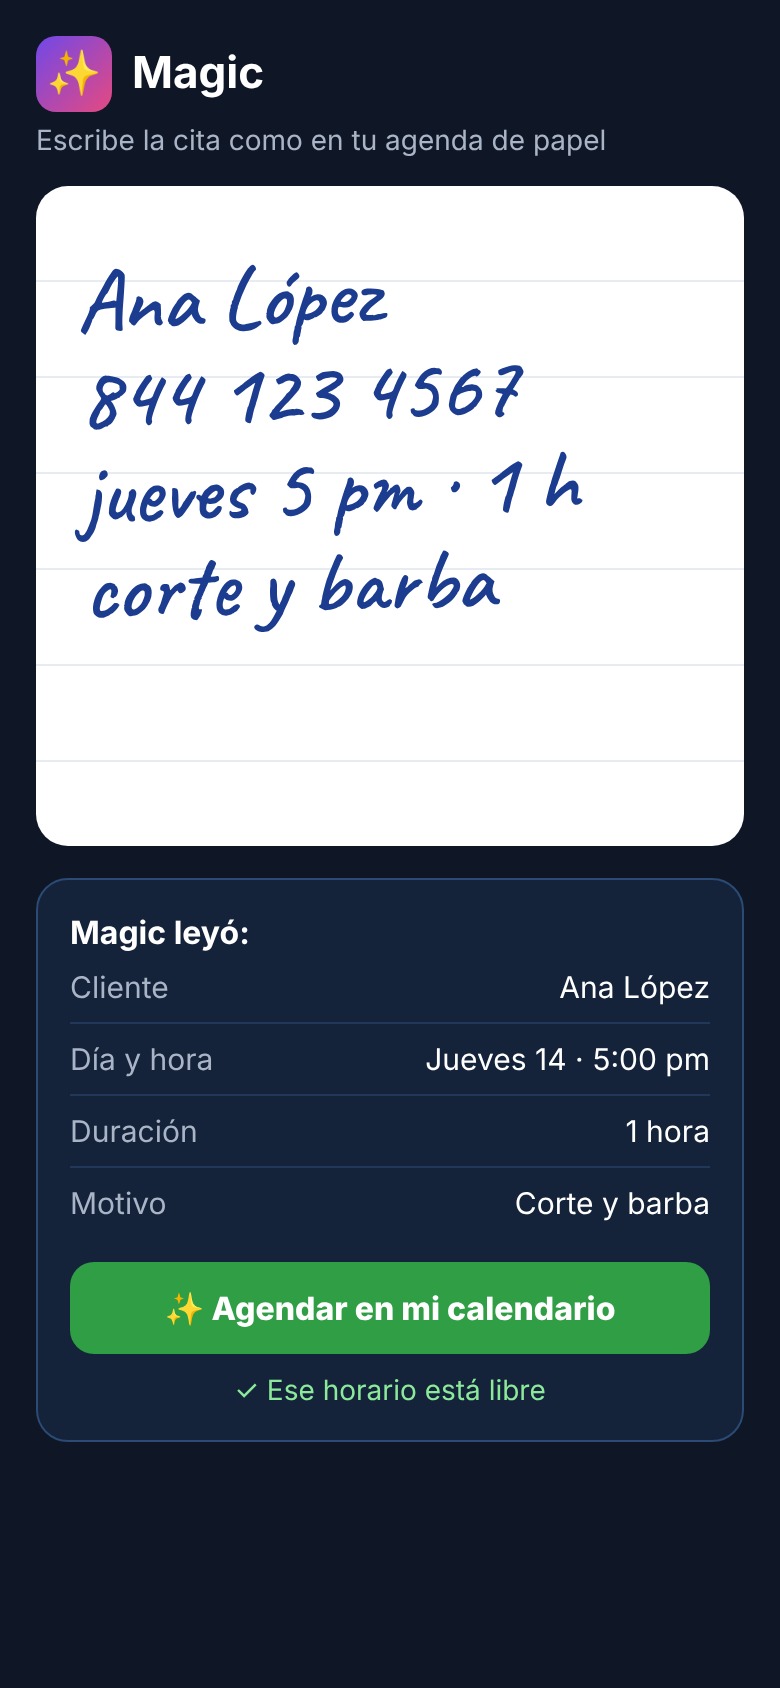 ✨ Magic
Escribe la cita como en tu agenda de papel
Ana López
844 123 4567
jueves 5 pm · 1 h
corte y barba
Magic leyó:
Cliente Ana López
Día y hora Jueves 14 · 5:00 pm
Duración 1 hora
Motivo Corte y barba
✨ Agendar en mi calendario
✓ Ese horario está libre